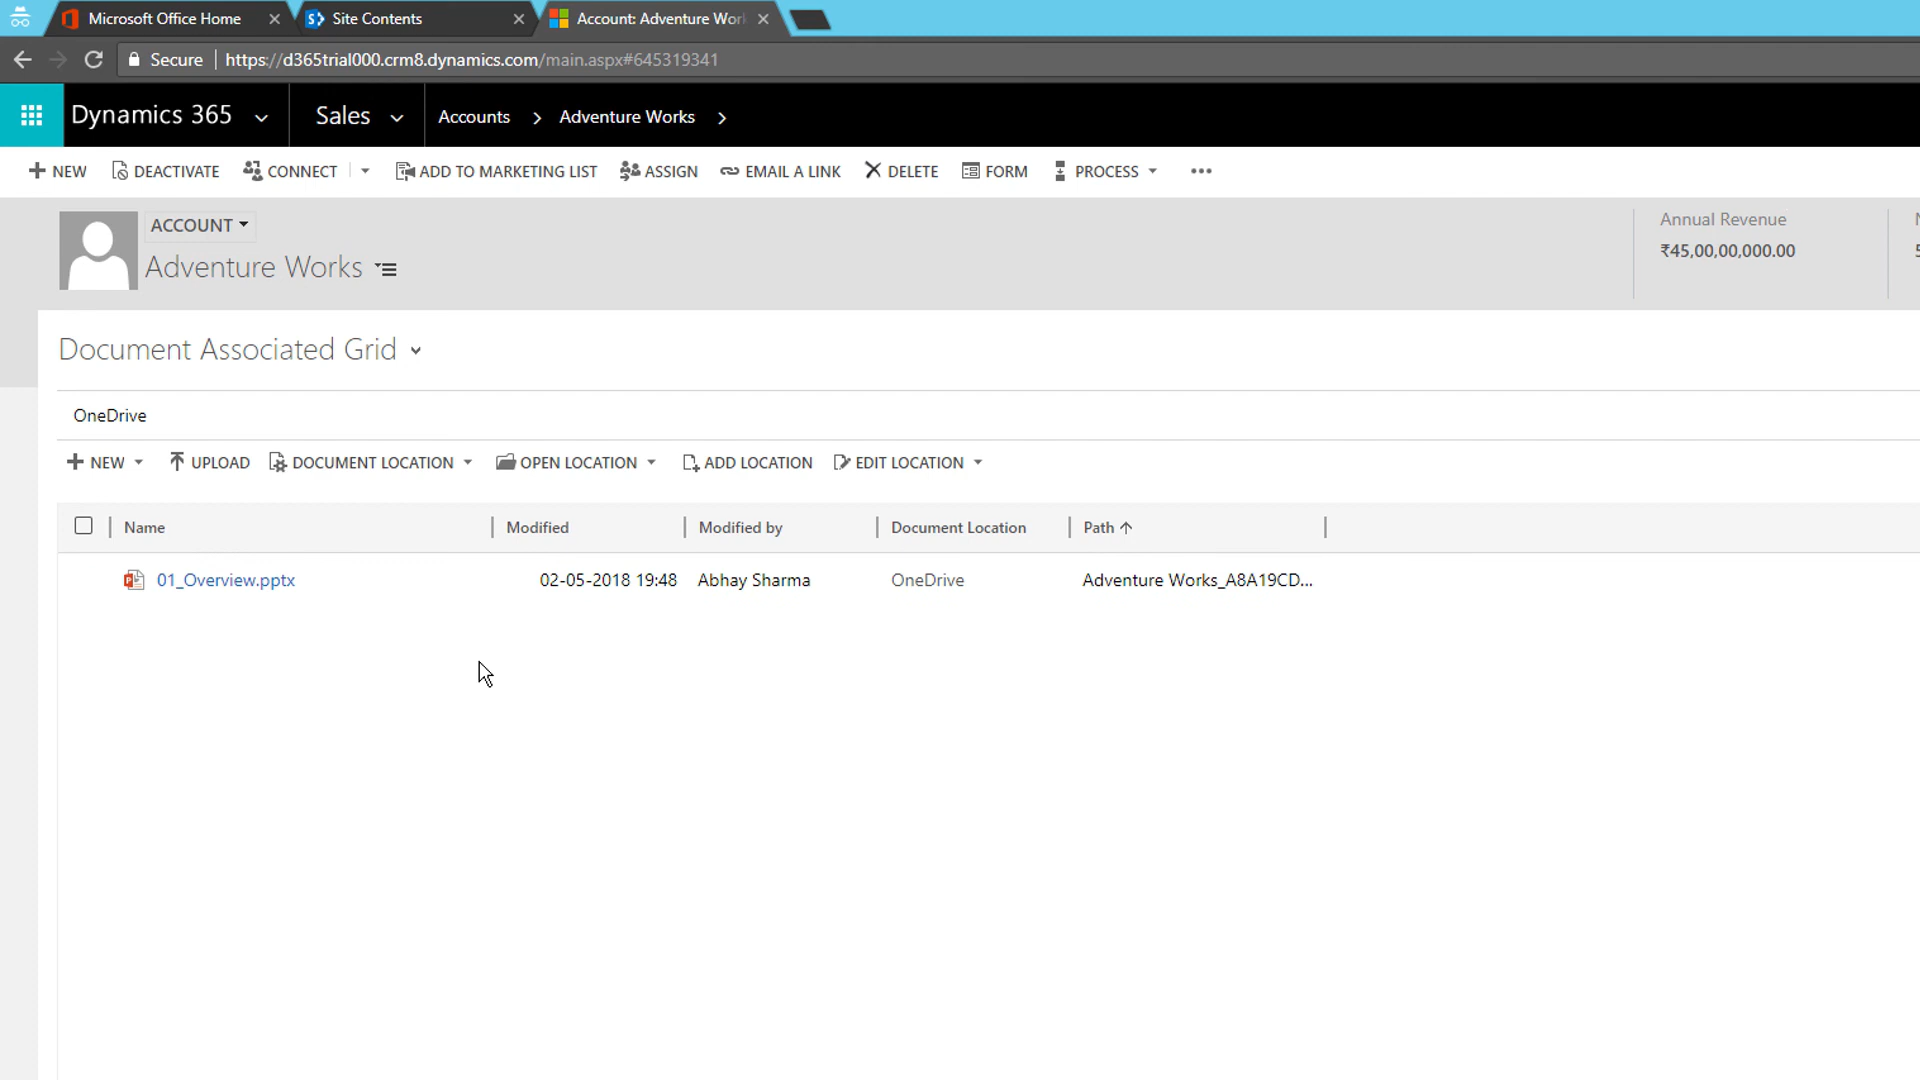 Microsoft Office Home
Site Contents
Account: Adventure Wor
Secure
https://d365trial000.crm8.dynamics.com/main.aspx#645319341
Dynamics 365
Sales
Accounts
Adventure Works
NEW
DEACTIVATE
CONNECT
ADD TO MARKETING LIST
ASSIGN
EMAIL A LINK
DELETE
FORM
PROCESS
ACCOUNT
Adventure Works
Annual Revenue
₹45,00,00,000.00
Document Associated Grid
OneDrive
NEW
UPLOAD
DOCUMENT LOCATION
OPEN LOCATION
ADD LOCATION
EDIT LOCATION
Name
Modified
Modified by
Document Location
Path
01_Overview.pptx
02-05-2018 19:48
Abhay Sharma
OneDrive
Adventure Works_A8A19CD...